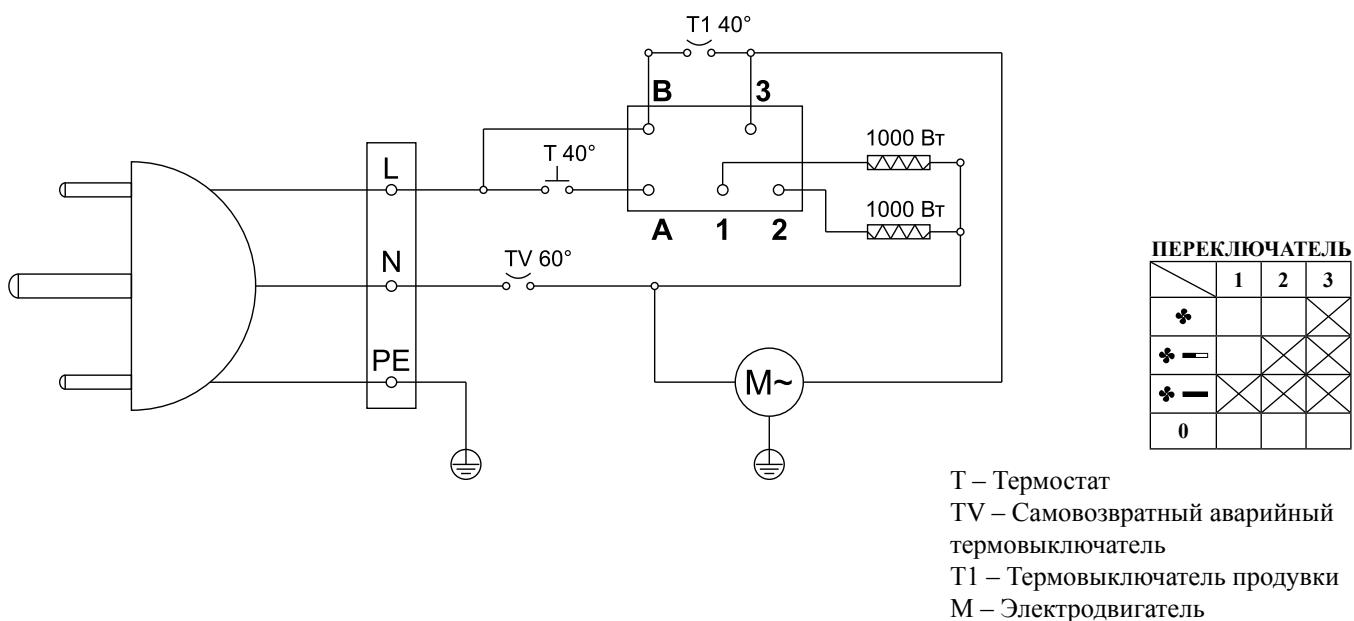 T1 40°
B 3
1000 Вт
L
T 40°
1000 Вт
A 1 2
N
TV 60°
PE
M~
ПЕРЕКЛЮЧАТЕЛЬ
1 2 3
0
T – Термостат
TV – Самовозвратный аварийный
термовыключатель
T1 – Термовыключатель продувки
M – Электродвигатель